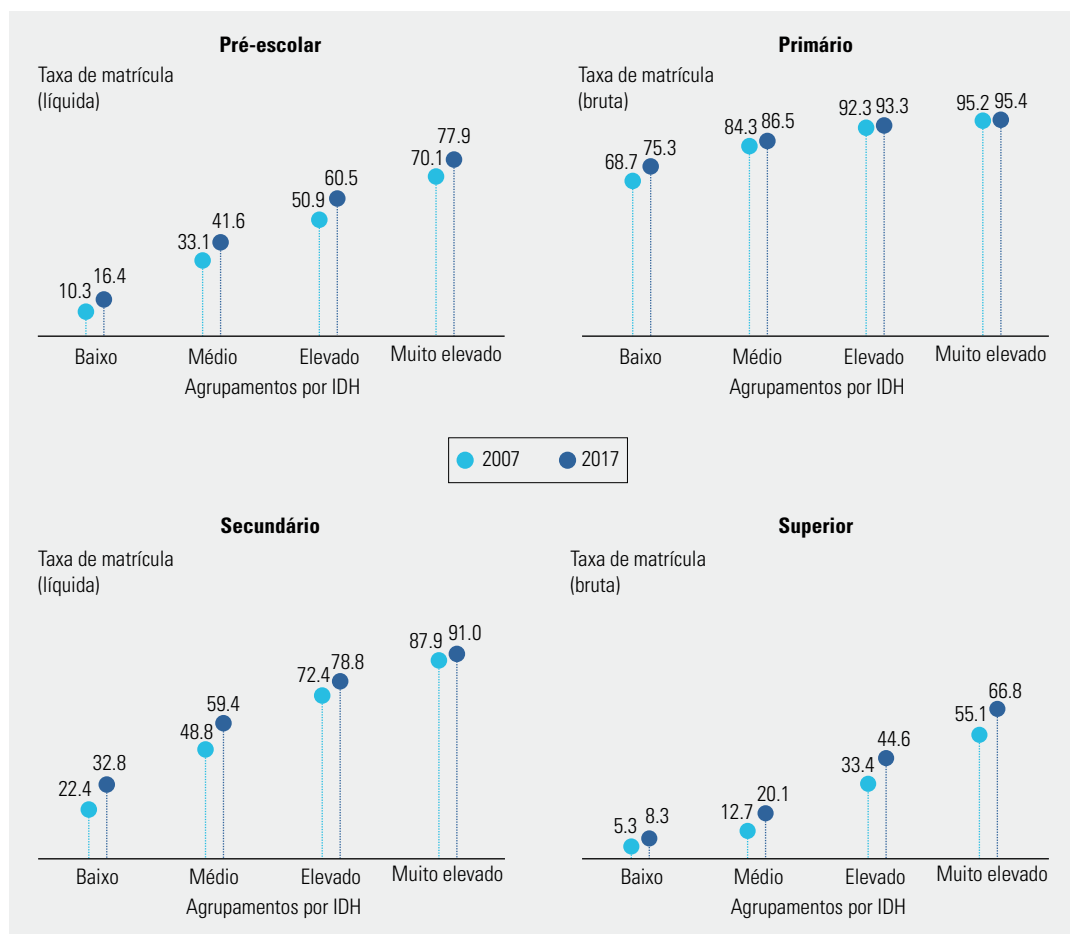 Pré-escolar
Taxa de matrícula
(líquida)
10.3 16.4
33.1 41.6
50.9 60.5
70.1 77.9
Baixo Médio Elevado Muito elevado
Agrupamentos por IDH
Primário
Taxa de matrícula
(bruta)
68.7 75.3
84.3 86.5
92.3 93.3
95.2 95.4
Baixo Médio Elevado Muito elevado
Agrupamentos por IDH
2007 2017
Secundário
Taxa de matrícula
(líquida)
22.4 32.8
48.8 59.4
72.4 78.8
87.9 91.0
Baixo Médio Elevado Muito elevado
Agrupamentos por IDH
Superior
Taxa de matrícula
(bruta)
5.3 8.3
12.7 20.1
33.4 44.6
55.1 66.8
Baixo Médio Elevado Muito elevado
Agrupamentos por IDH